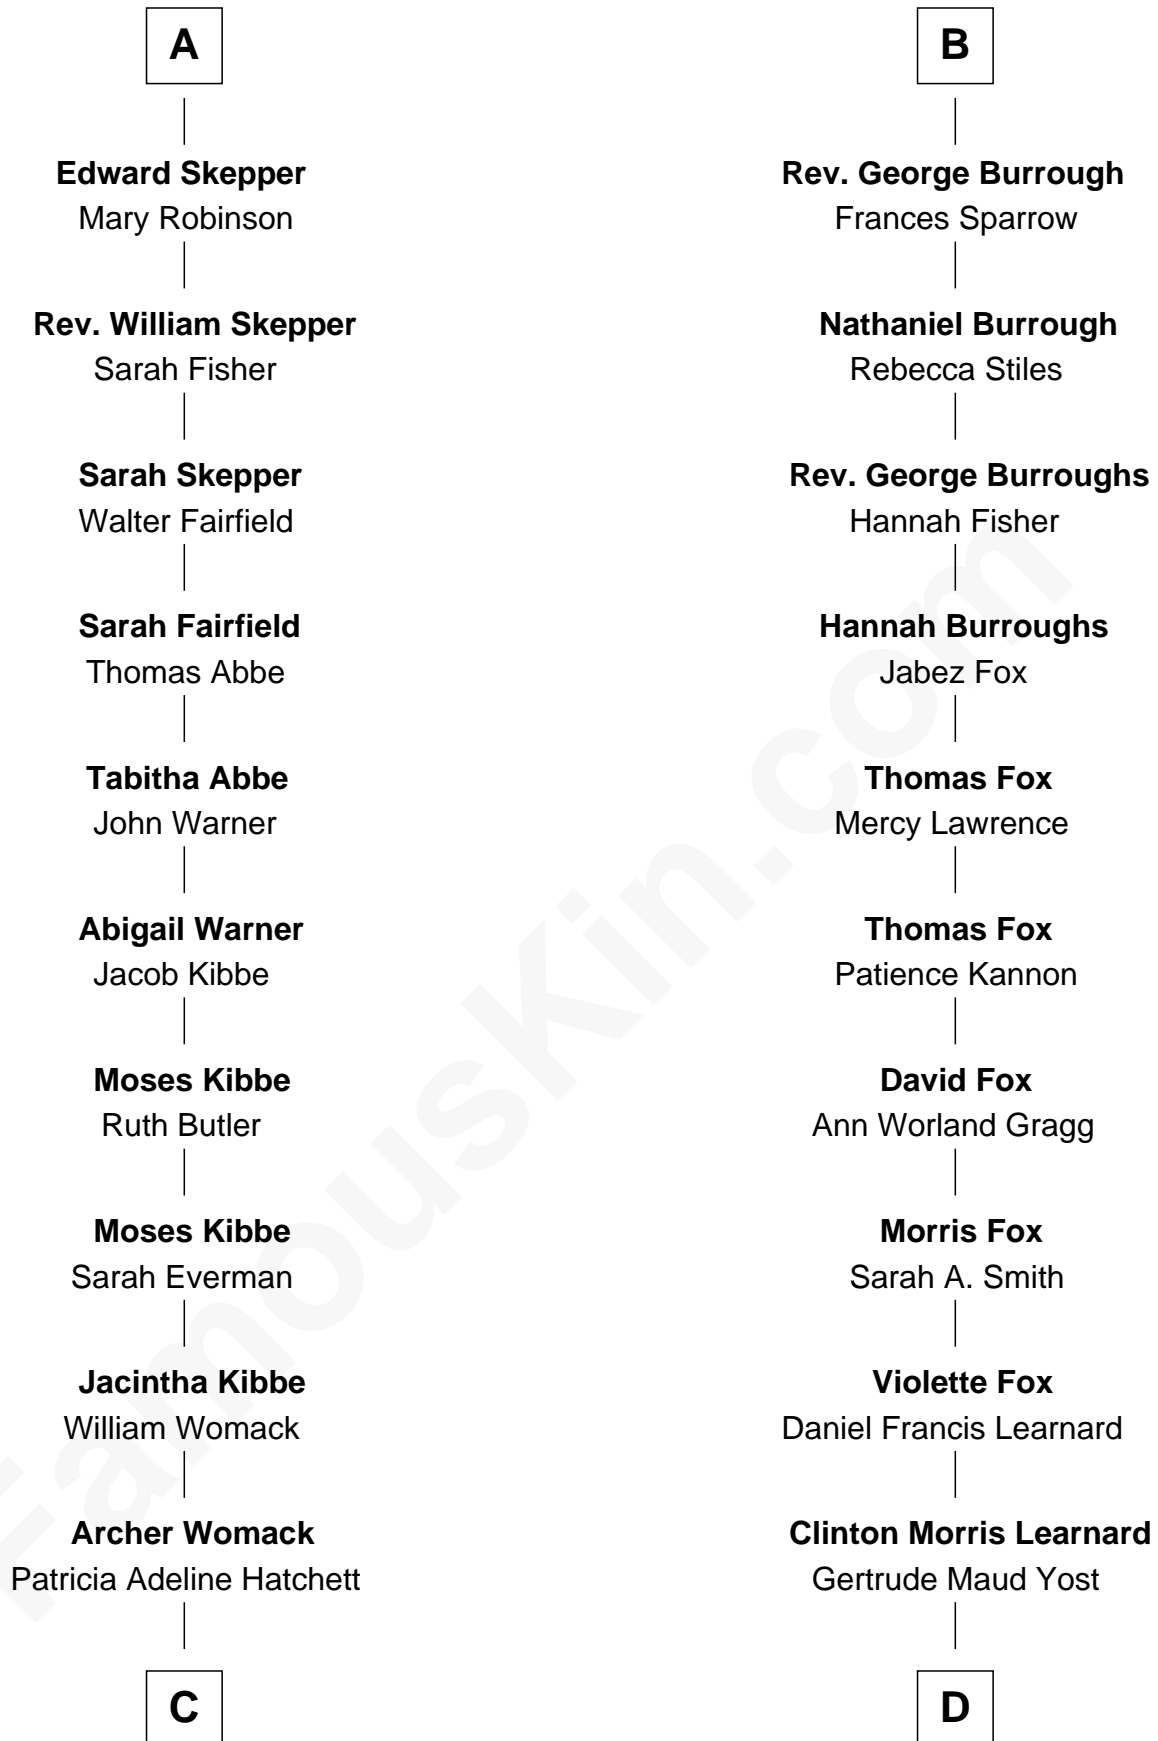 A
Edward Skepper
Mary Robinson
Rev. William Skepper
Sarah Fisher
Sarah Skepper
Walter Fairfield
Sarah Fairfield
Thomas Abbe
Tabitha Abbe
John Warner
Abigail Warner
Jacob Kibbe
Moses Kibbe
Ruth Butler
Moses Kibbe
Sarah Everman
Jacintha Kibbe
William Womack
Archer Womack
Patricia Adeline Hatchett
C
B
Rev. George Burrough
Frances Sparrow
Nathaniel Burrough
Rebecca Stiles
Rev. George Burroughs
Hannah Fisher
Hannah Burroughs
Jabez Fox
Thomas Fox
Mercy Lawrence
Thomas Fox
Patience Kannon
David Fox
Ann Worland Gragg
Morris Fox
Sarah A. Smith
Violette Fox
Daniel Francis Learnard
Clinton Morris Learnard
Gertrude Maud Yost
D
FamousKin.com